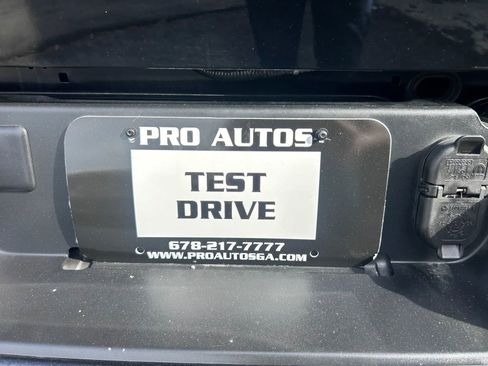 PRO AUTOS
TEST
DRIVE
678-217-7777
WWW.PROAUTOSGA.COM